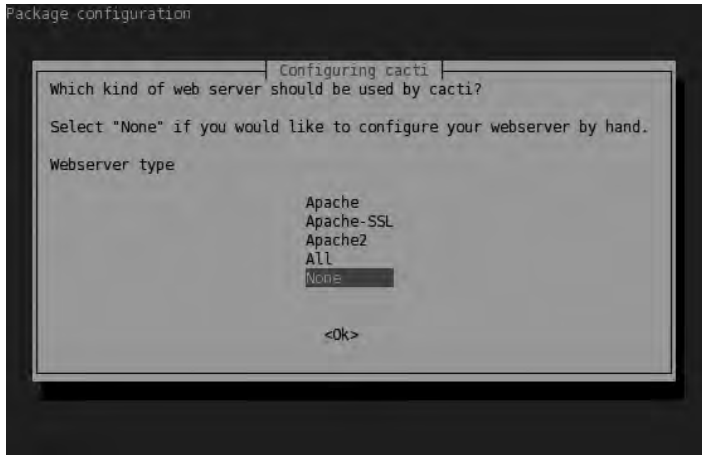 Package configuration
Configuring cacti
Which kind of web server should be used by cacti?
Select "None" if you would like to configure your webserver by hand.
Webserver type
Apache
Apache-SSL
Apache2
All
None
<Ok>